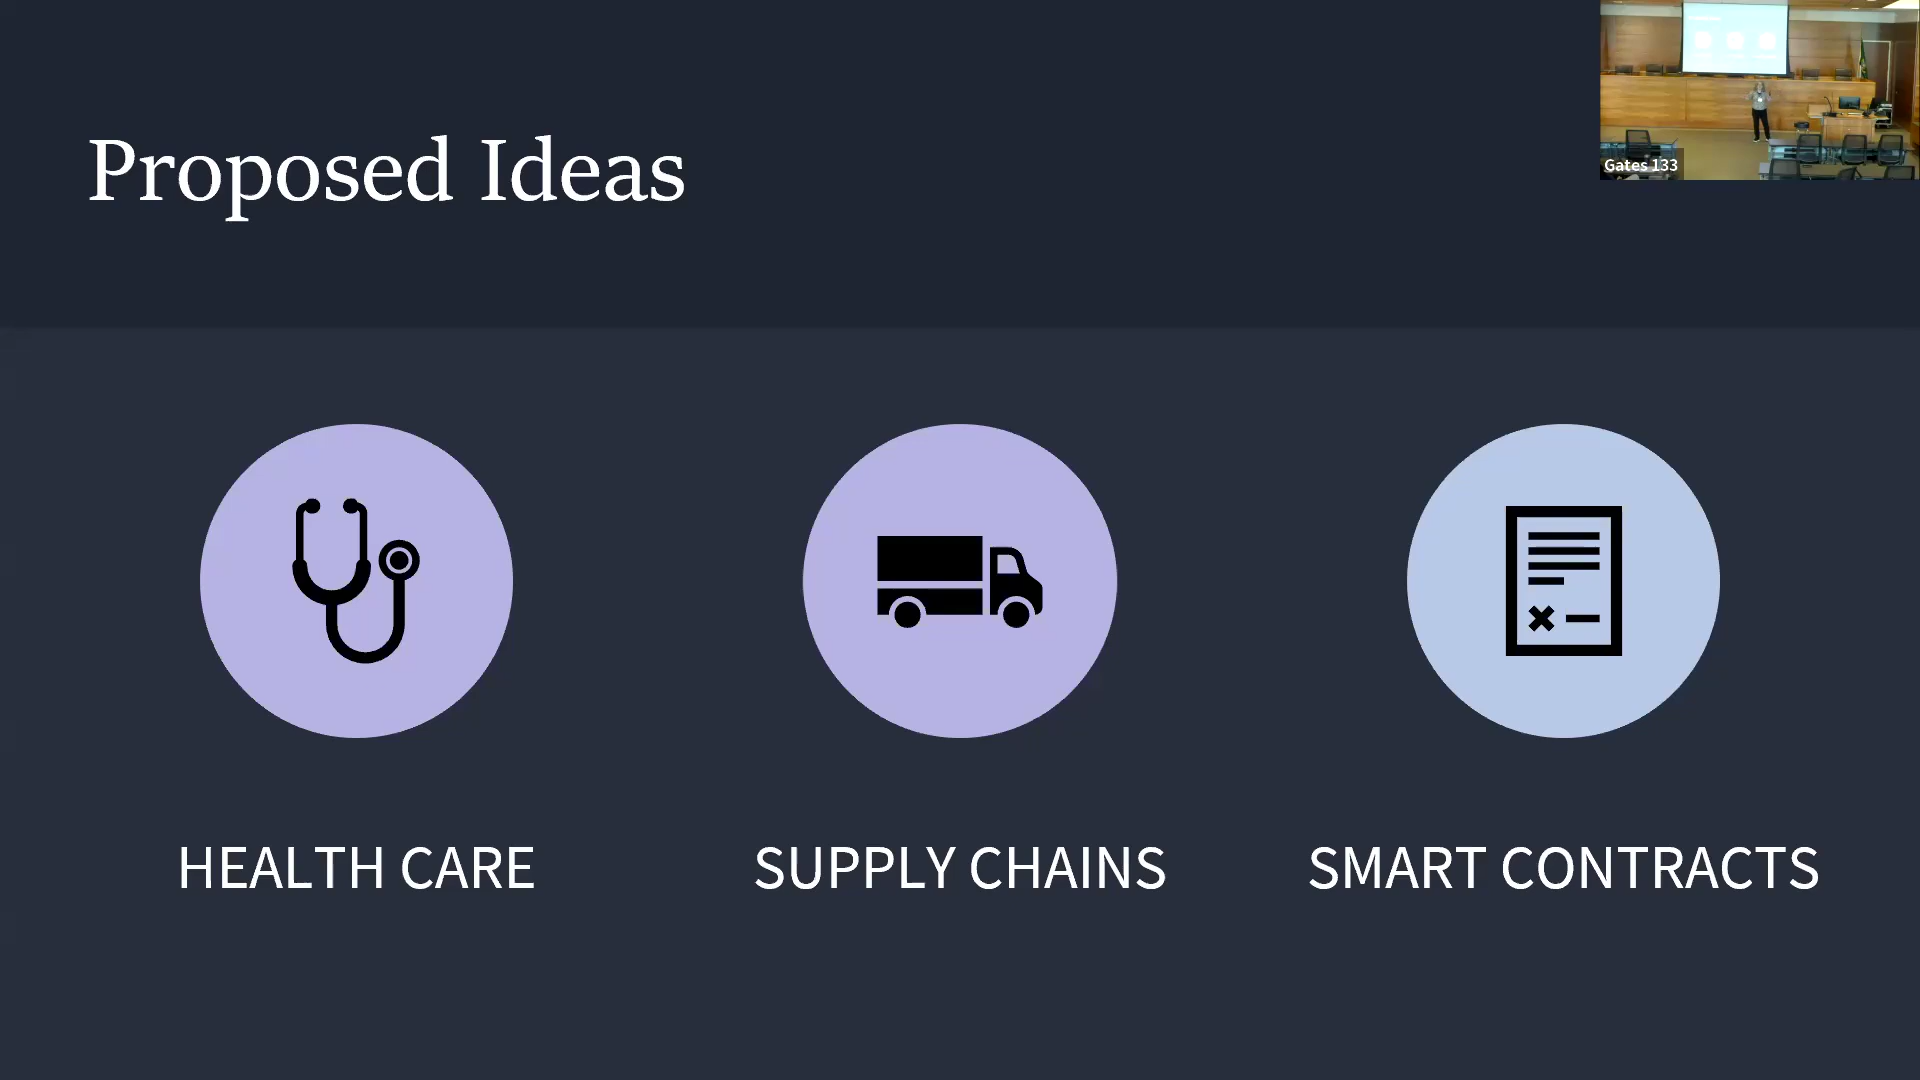 Proposed Ideas
Gates 133
HEALTH CARE
SUPPLY CHAINS
SMART CONTRACTS